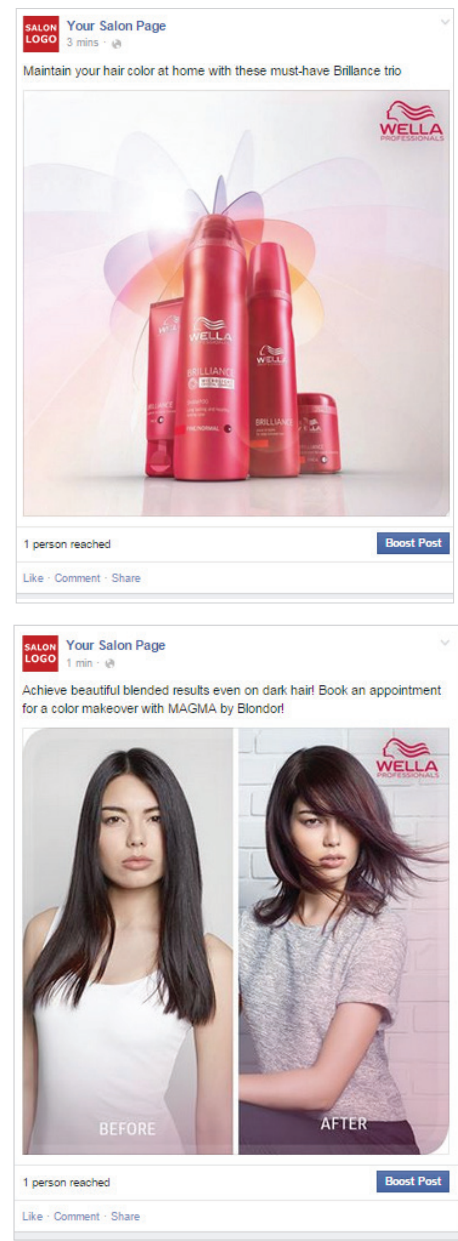 SALON
LOGO
Your Salon Page
3 mins ·
Maintain your hair color at home with these must-have Brillance trio
WELLA
PROFESSIONALS
WELLA
BRILLIANCE
SHAMPOO
FINE/NORMAL
WELLA
BRILLIANCE
1 person reached
Boost Post
Like · Comment · Share
SALON
LOGO
Your Salon Page
1 min ·
Achieve beautiful blended results even on dark hair! Book an appointment
for a color makeover with MAGMA by Blondor!
WELLA
PROFESSIONALS
BEFORE
AFTER
1 person reached
Boost Post
Like · Comment · Share